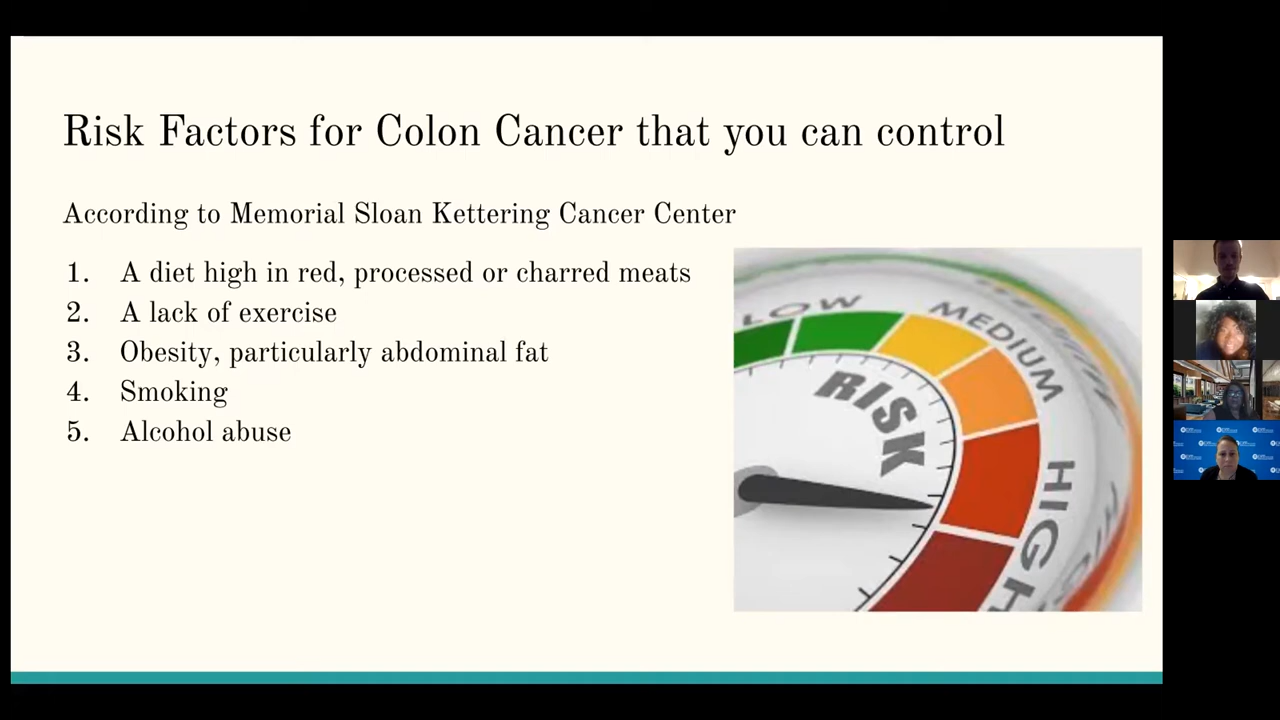 Risk Factors for Colon Cancer that you can control
According to Memorial Sloan Kettering Cancer Center
1. A diet high in red, processed or charred meats
2. A lack of exercise
3. Obesity, particularly abdominal fat
4. Smoking
5. Alcohol abuse
LOW
MEDIUM
HIGH
RISK